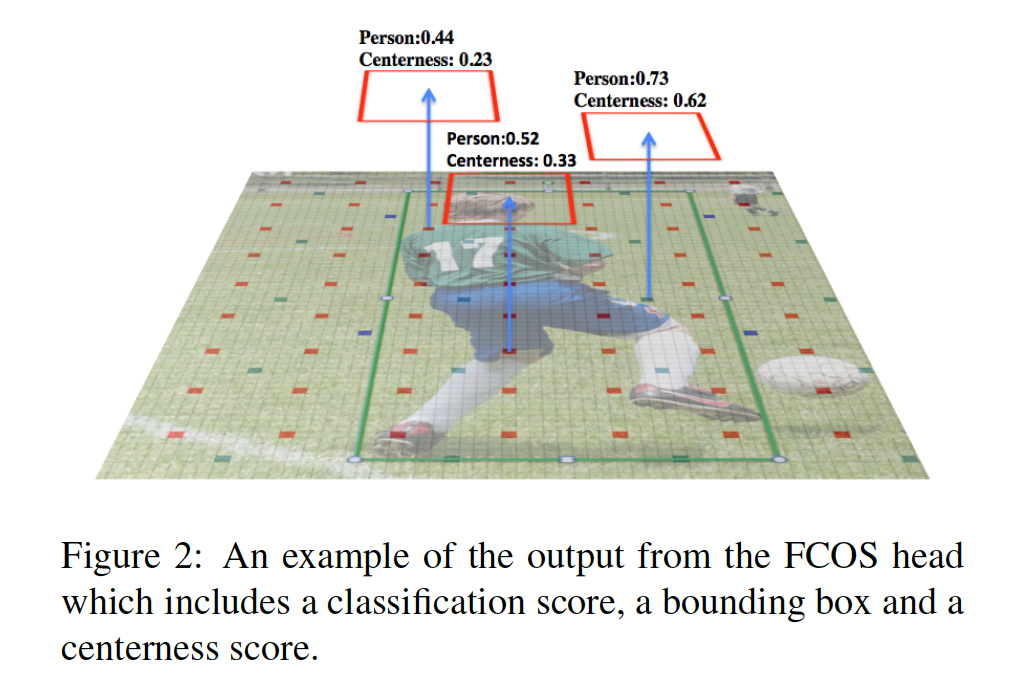 Person:0.44
Centerness: 0.23
Person:0.73
Centerness: 0.62
Person:0.52
Centerness: 0.33
17
Figure 2: An example of the output from the FCOS head
which includes a classification score, a bounding box and a
centerness score.